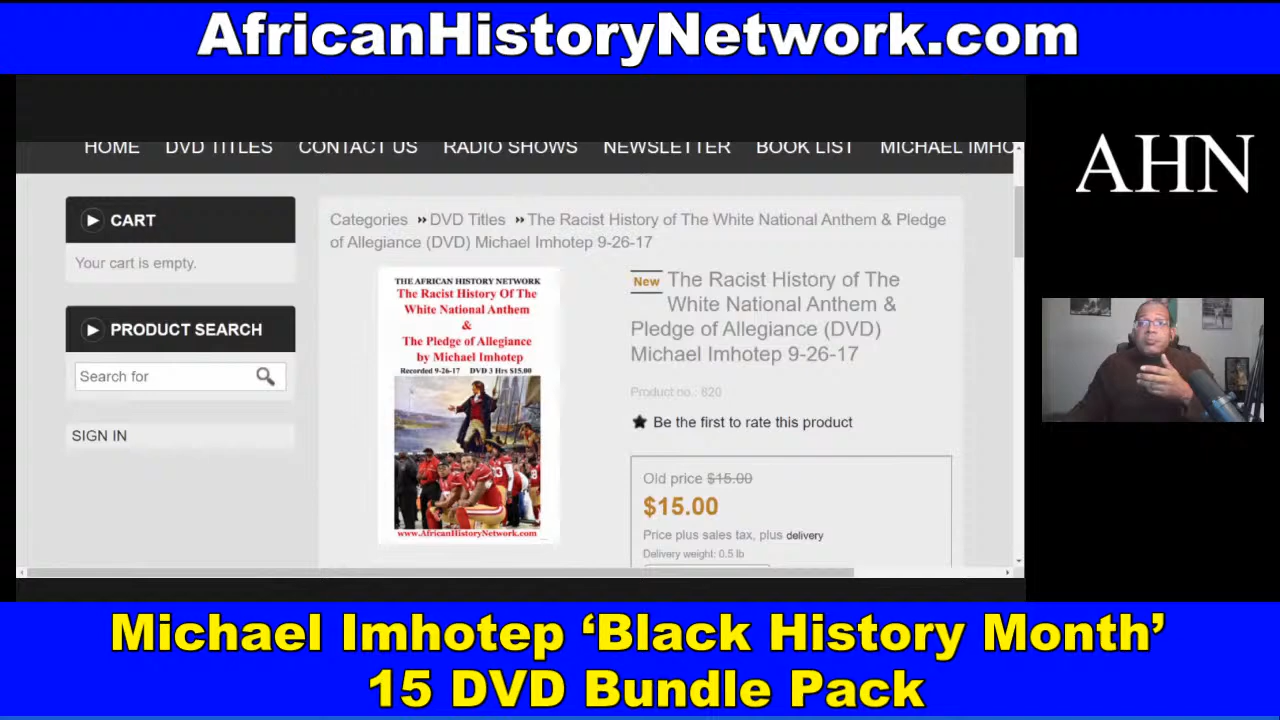 AfricanHistoryNetwork.com
HOME DVD TITLES CONTACT US RADIO SHOWS NEWSLETTER BOOK LIST MICHAEL IMHO
AHN
CART
Your cart is empty.
PRODUCT SEARCH
Search for
SIGN IN
Categories » DVD Titles » The Racist History of The White National Anthem & Pledge
of Allegiance (DVD) Michael Imhotep 9-26-17
THE AFRICAN HISTORY NETWORK
The Racist History Of The
White National Anthem
&
The Pledge of Allegiance
by Michael Imhotep
Recorded 9-26-17 DVD 3 Hrs $15.00
www.AfricanHistoryNetwork.com
New The Racist History of The
White National Anthem &
Pledge of Allegiance (DVD)
Michael Imhotep 9-26-17
Product no.: 620
Be the first to rate this product
Old price $15.00
$15.00
Price plus sales tax, plus delivery
Delivery weight: 0.5 lb
Michael Imhotep ‘Black History Month’
15 DVD Bundle Pack